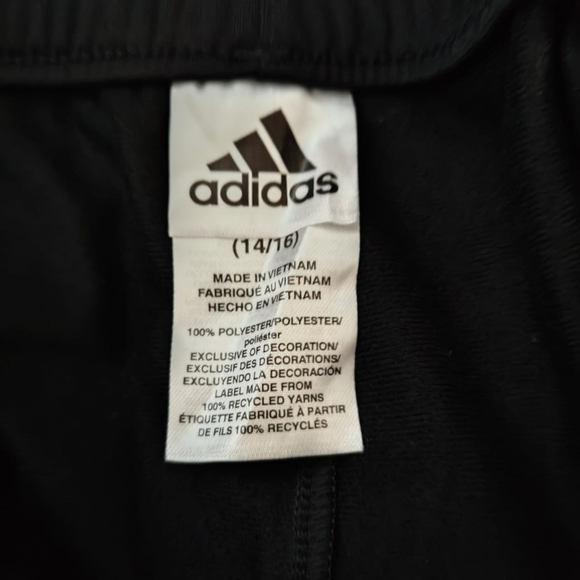 adidas
(14/16)
MADE IN VIETNAM
FABRIQUÉ AU VIETNAM
HECHO EN VIETNAM
100% POLYESTER/POLYESTER/
poliéster
EXCLUSIVE OF DECORATION/
EXCLUSIF DES DÉCORATIONS/
EXCLUYENDO LA DECORACIÓN
LABEL MADE FROM
100% RECYCLED YARNS
ÉTIQUETTE FABRIQUÉ À PARTIR
DE FILS 100% RECYCLÉS